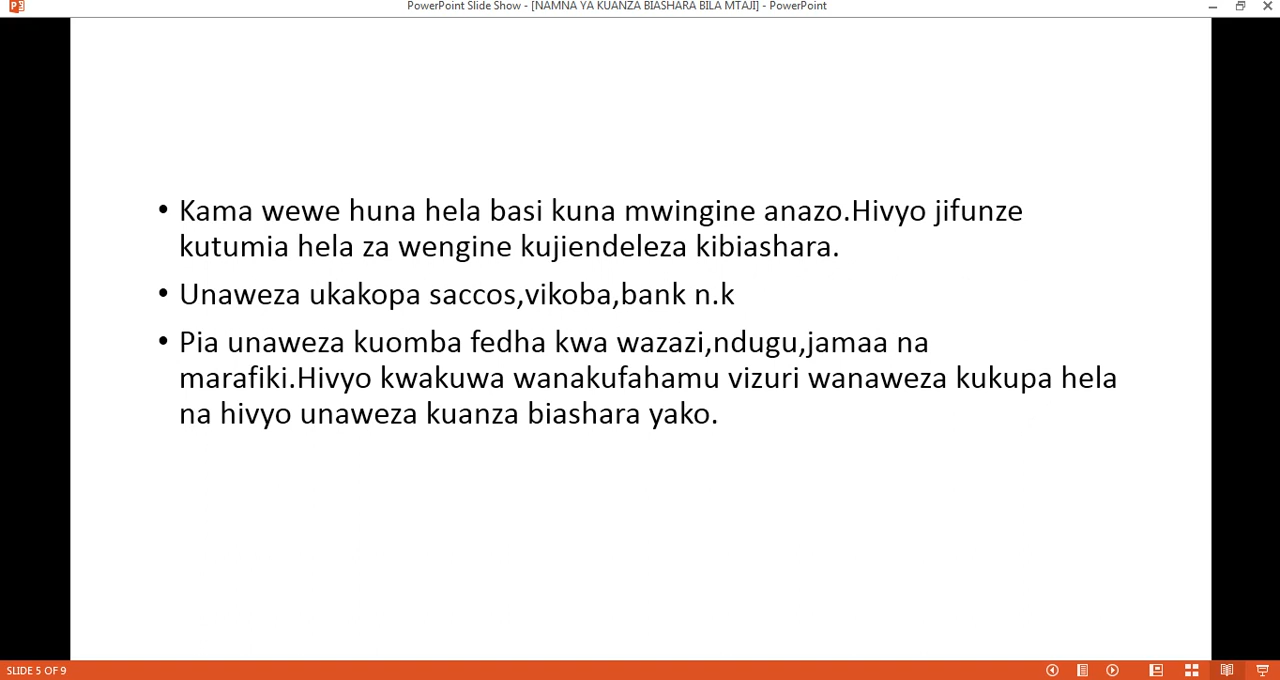 PowerPoint Slide Show - [NAMNA YA KUANZA BIASHARA BILA MTAJI] - PowerPoint
• Kama wewe huna hela basi kuna mwingine anazo.Hivyo jifunze
kutumia hela za wengine kujiendeleza kibiashara.
• Unaweza ukakopa saccos,vikoba,bank n.k
• Pia unaweza kuomba fedha kwa wazazi,ndugu,jamaa na
marafiki.Hivyo kwakuwa wanakufahamu vizuri wanaweza kukupa hela
na hivyo unaweza kuanza biashara yako.
SLIDE 5 OF 9